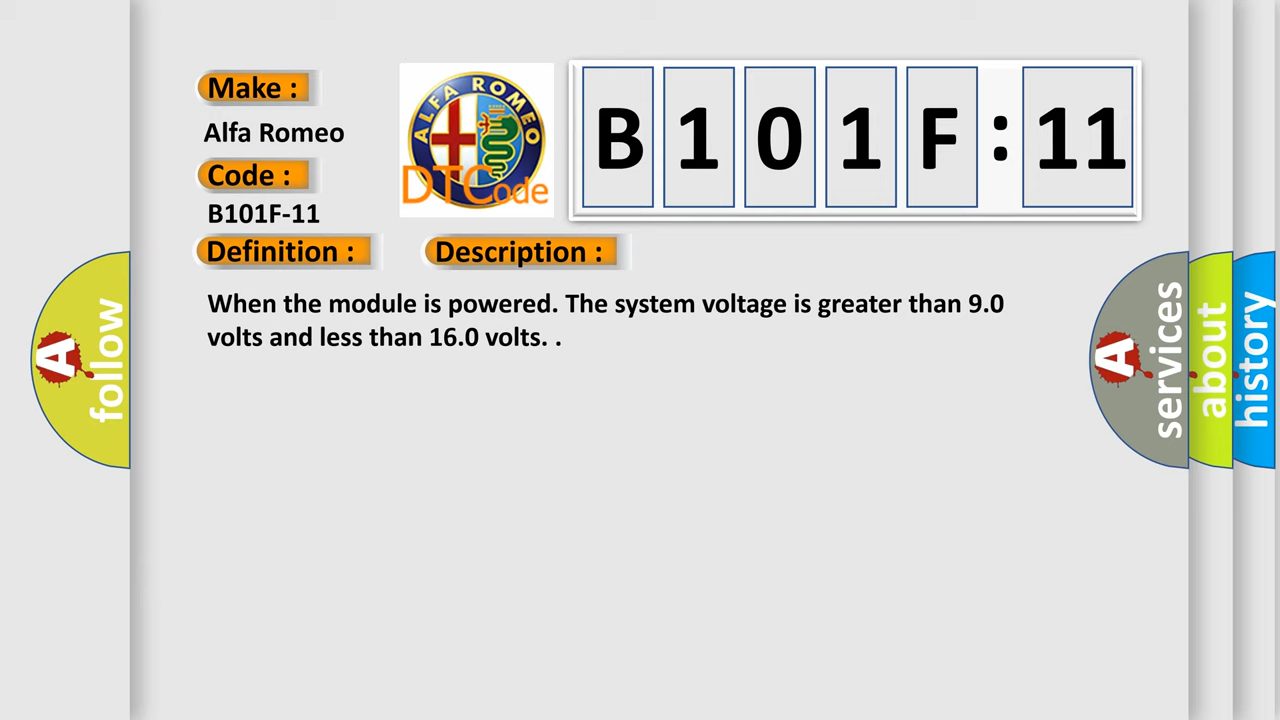 Make :
Alfa Romeo
Code :
B101F-11
Definition :
Description :
When the module is powered. The system voltage is greater than 9.0
volts and less than 16.0 volts. .
ALFA ROMEO
DTCode
B 1 0 1 F : 11
A follow
A services
about
history